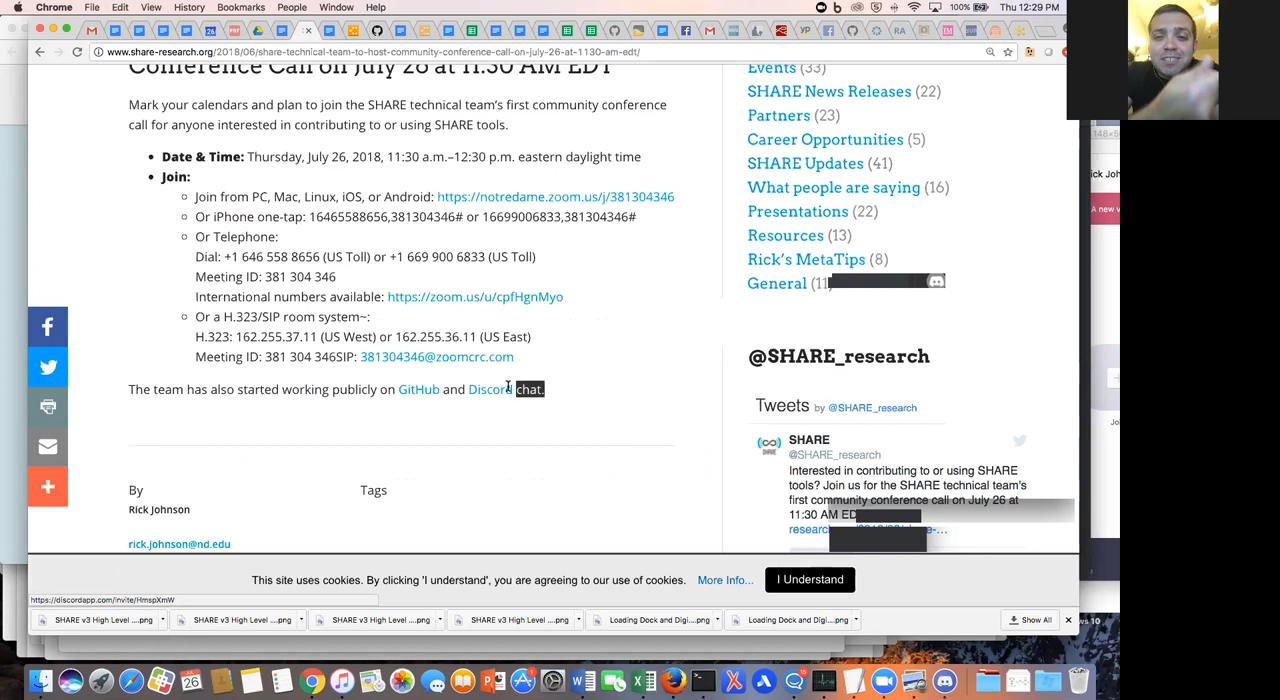 Chrome File Edit View History Bookmarks People Window Help
100% Thu 12:29 PM
www.share-research.org/2018/06/share-technical-team-to-host-community-conference-call-on-july-26-at-1130-am-edt/
Conference Call on July 26 at 11:30 AM EDT
Mark your calendars and plan to join the SHARE technical team's first community conference
call for anyone interested in contributing to or using SHARE tools.
Date & Time: Thursday, July 26, 2018, 11:30 a.m.–12:30 p.m. eastern daylight time
Join:
Join from PC, Mac, Linux, iOS, or Android: https://notredame.zoom.us/j/381304346
Or iPhone one-tap: 16465588656,381304346# or 16699006833,381304346#
Or Telephone:
Dial: +1 646 558 8656 (US Toll) or +1 669 900 6833 (US Toll)
Meeting ID: 381 304 346
International numbers available: https://zoom.us/u/cpfHgnMyo
Or a H.323/SIP room system~:
H.323: 162.255.37.11 (US West) or 162.255.36.11 (US East)
Meeting ID: 381 304 346SIP: 381304346@zoomcrc.com
The team has also started working publicly on GitHub and Discord chat.
By
Tags
Rick Johnson
rick.johnson@nd.edu
Events (33)
SHARE News Releases (22)
Partners (23)
Career Opportunities (5)
SHARE Updates (41)
What people are saying (16)
Presentations (22)
Resources (13)
Rick's MetaTips (8)
General (11
@SHARE_research
Tweets by @SHARE_research
SHARE
@SHARE_research
Interested in contributing to or using SHARE
tools? Join us for the SHARE technical team's
first community conference call on July 26 at
11:30 AM ED
This site uses cookies. By clicking 'I understand', you are agreeing to our use of cookies. More Info... I Understand
https://discordapp.com/invite/HmspXmW
SHARE v3 High Level ....png
SHARE v3 High Level ....png
SHARE v3 High Level ....png
SHARE v3 High Level ....png
Loading Dock and Digi....png
Loading Dock and Digi....png
Show All
ick Joh
A new v
ws 10